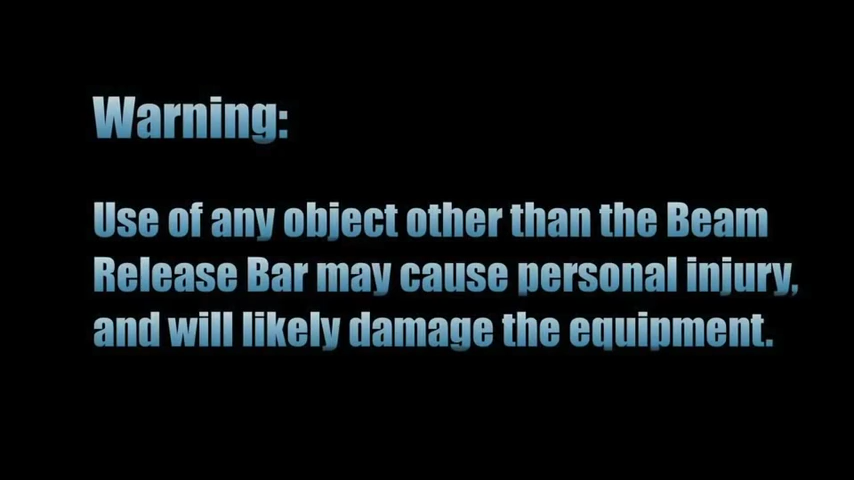 Warning:
Use of any object other than the Beam
Release Bar may cause personal injury,
and will likely damage the equipment.